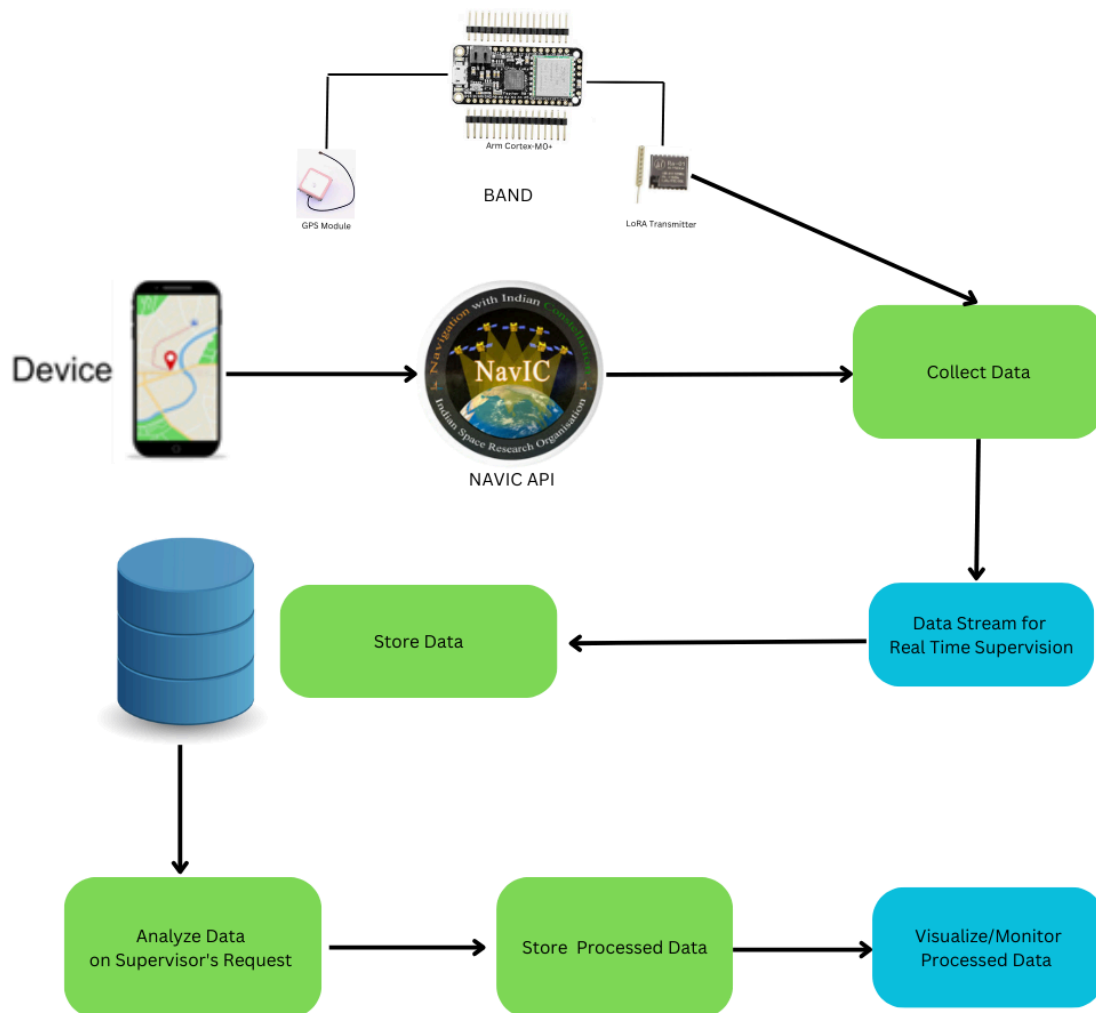 Arm Cortex-M0+
BAND
GPS Module
LoRA Transmitter
Device
Navigation with Indian Constellation
NavIC
Indian Space Research Organisation
NAVIC API
Collect Data
Store Data
Data Stream for
Real Time Supervision
Analyze Data
on Supervisor's Request
Store Processed Data
Visualize/Monitor
Processed Data